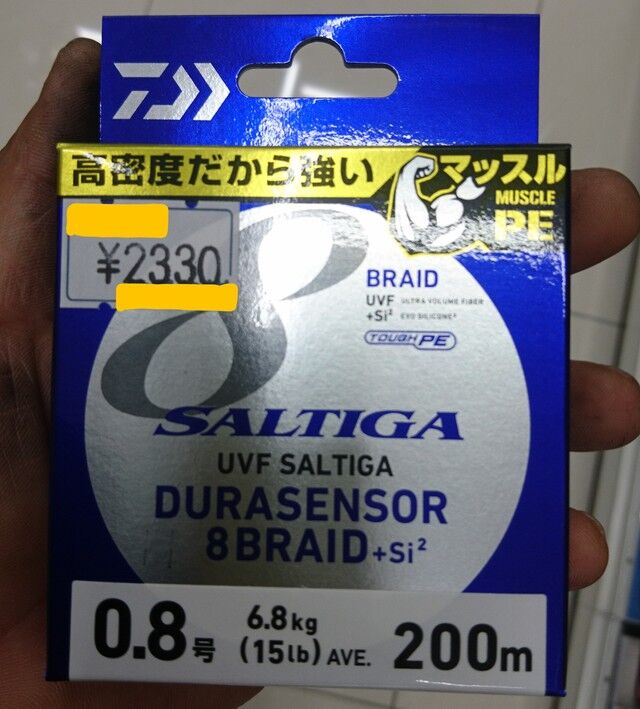 高密度だから強い
マッスル
MUSCLE
PE
¥2330
8
BRAID
UVF ULTRA VOLUME FIBER
+Si² EVO SILICONE²
TOUGH PE
SALTIGA
UVF SALTIGA
DURASENSOR
8BRAID+Si²
0.8号 6.8kg (15lb) AVE. 200m